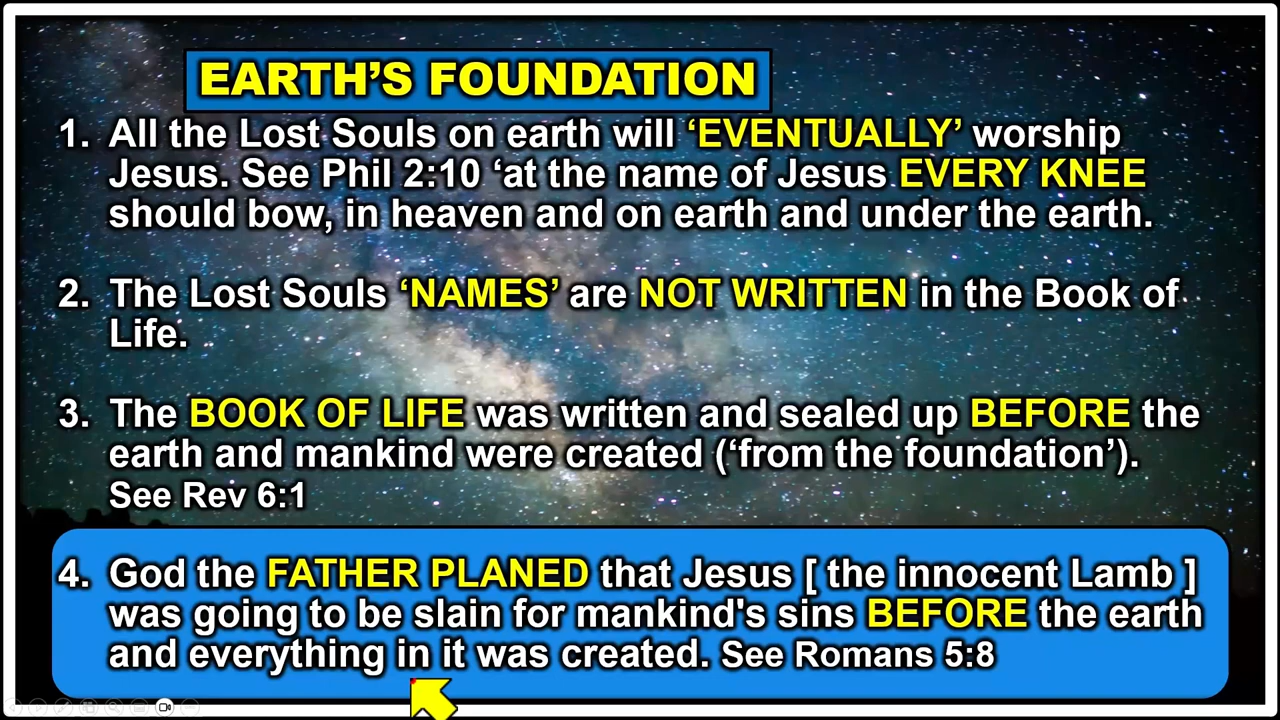 EARTH’S FOUNDATION
1. All the Lost Souls on earth will ‘EVENTUALLY’ worship
Jesus. See Phil 2:10 ‘at the name of Jesus EVERY KNEE
should bow, in heaven and on earth and under the earth.
2. The Lost Souls ‘NAMES’ are NOT WRITTEN in the Book of
Life.
3. The BOOK OF LIFE was written and sealed up BEFORE the
earth and mankind were created (‘from the foundation’).
See Rev 6:1
4. God the FATHER PLANED that Jesus [ the innocent Lamb ]
was going to be slain for mankind's sins BEFORE the earth
and everything in it was created. See Romans 5:8